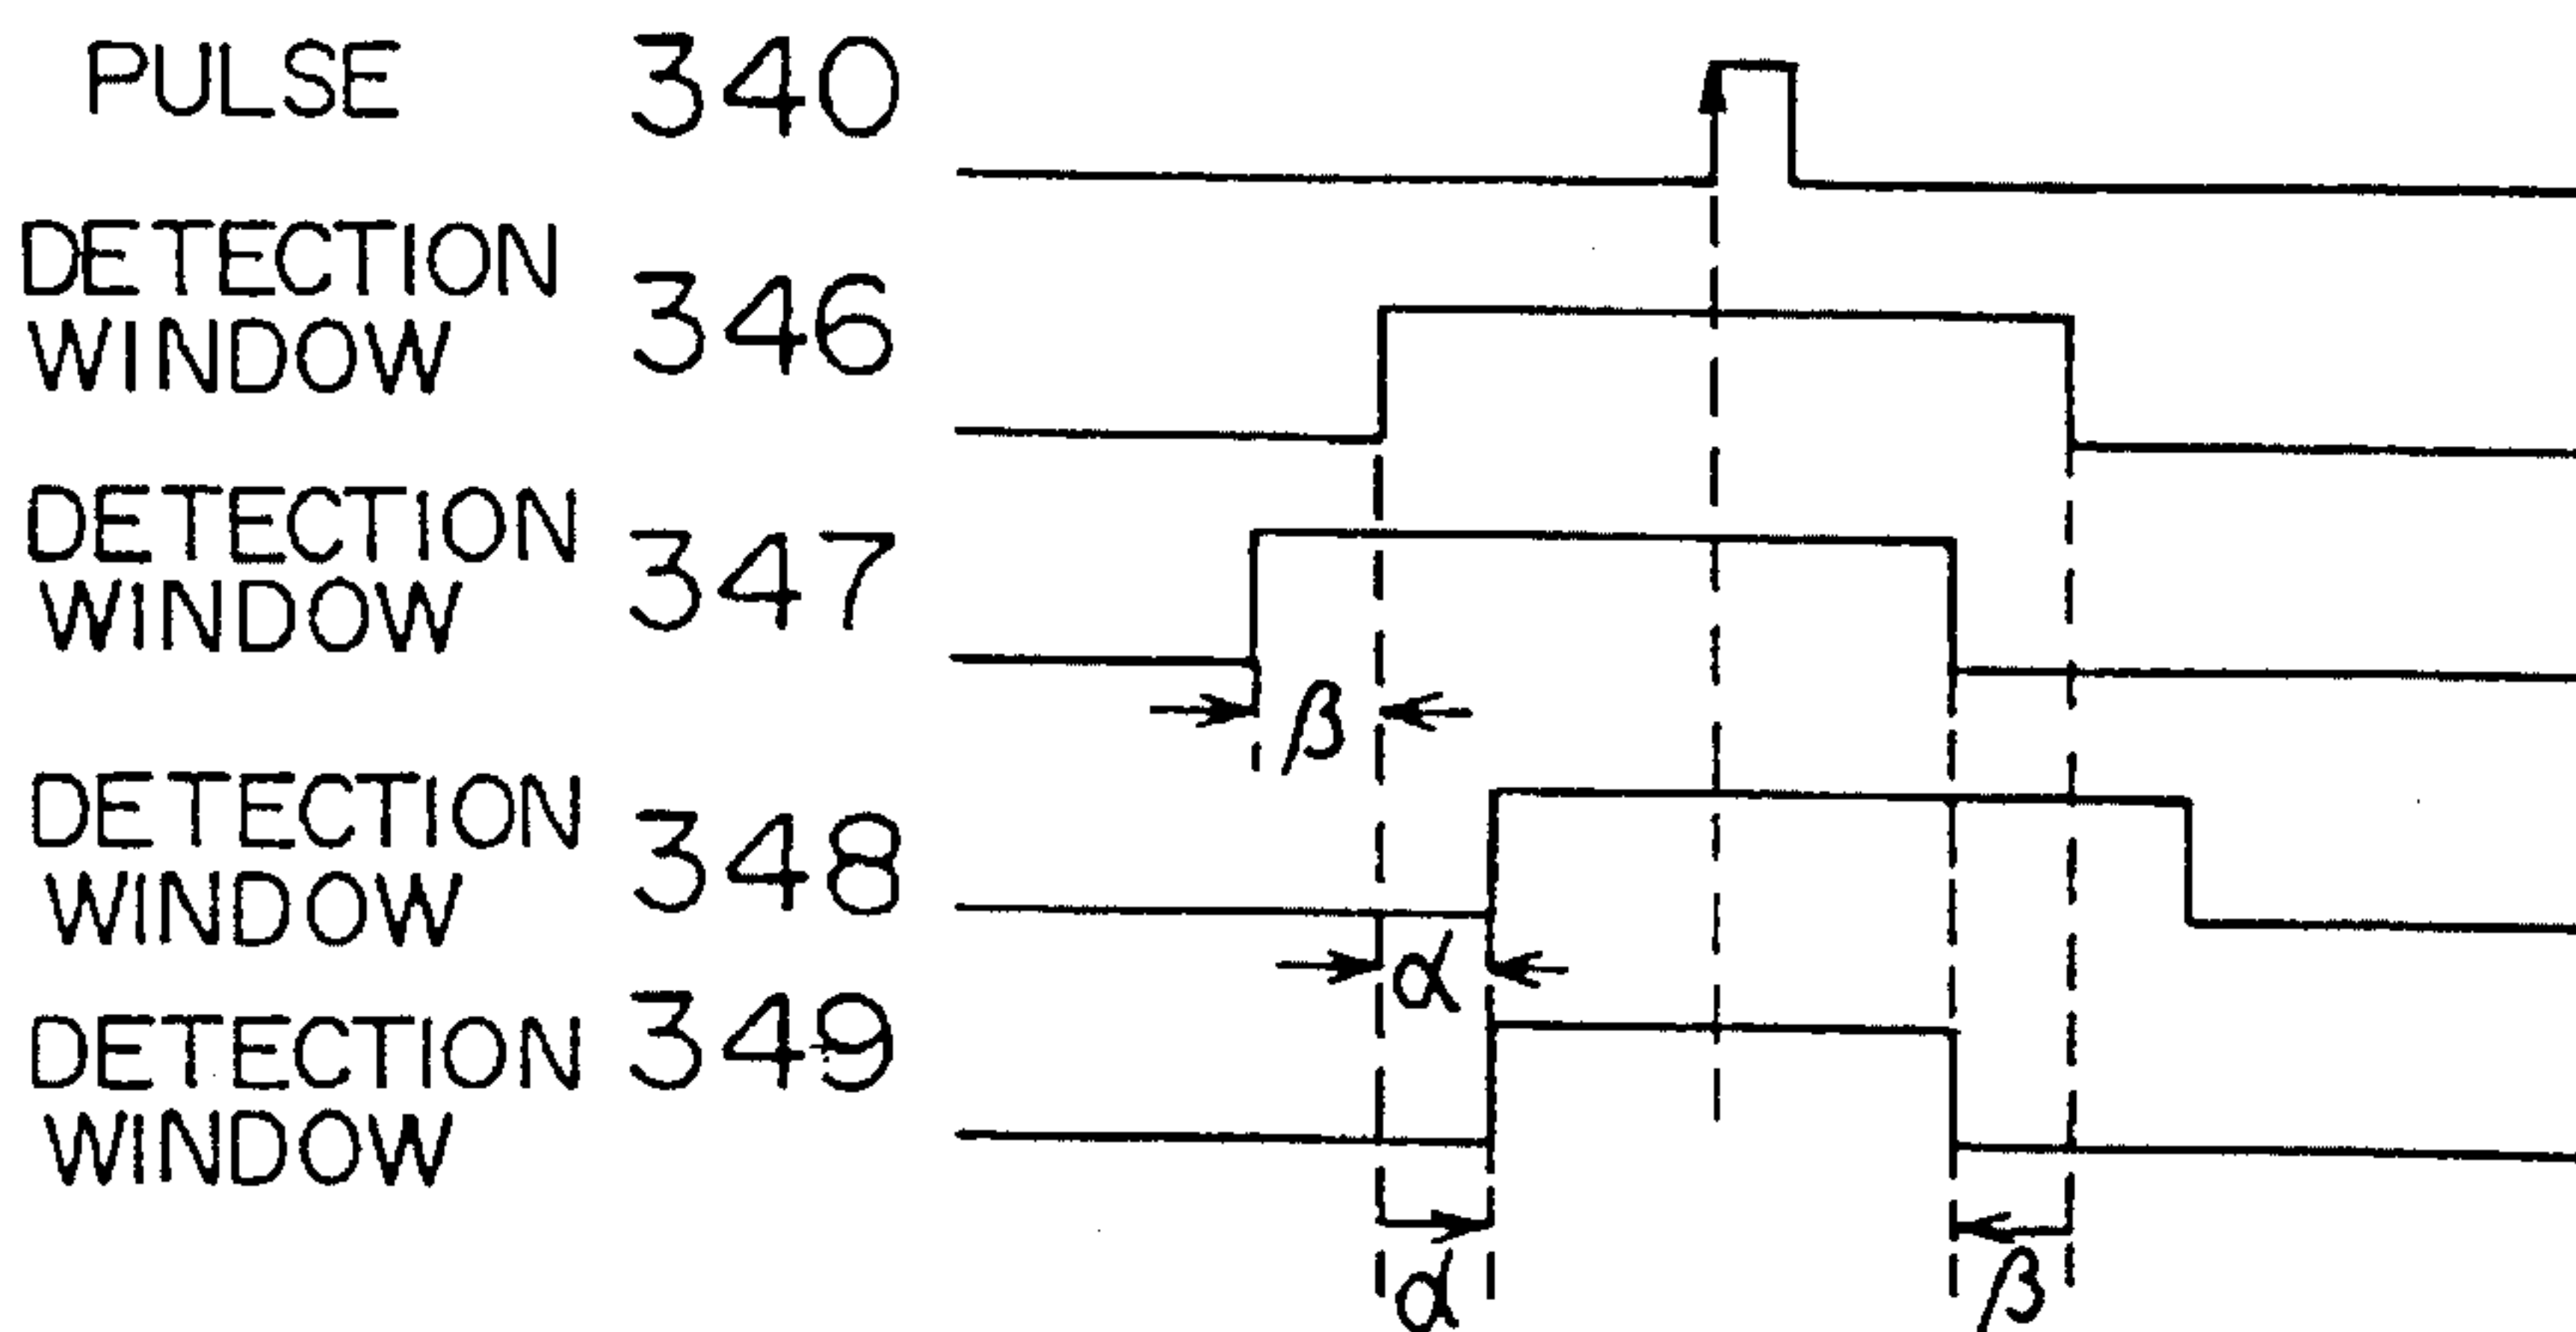 PULSE 340
DETECTION
WINDOW 346
DETECTION
WINDOW 347
β
DETECTION
WINDOW 348
α
DETECTION
WINDOW 349
α β